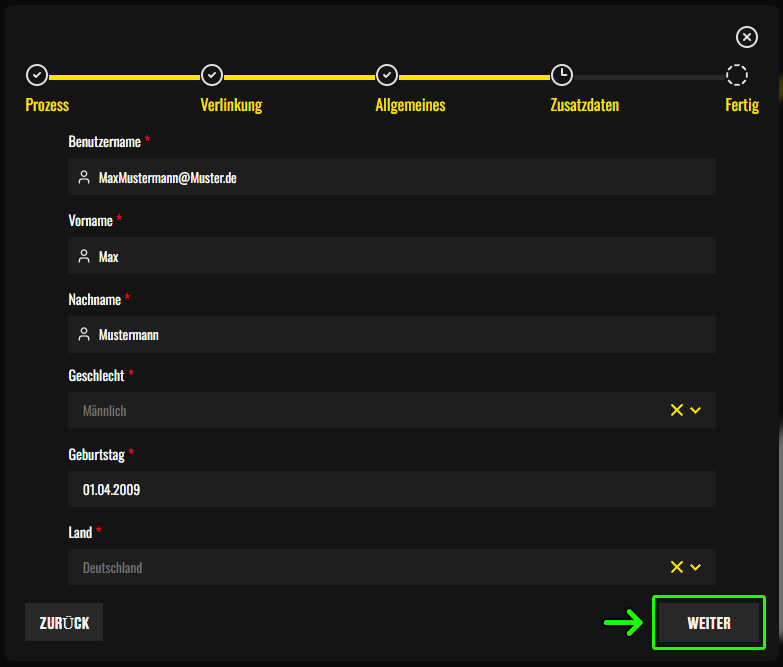 Prozess Verlinkung Allgemeines Zusatzdaten Fertig
Benutzername *
MaxMustermann@Muster.de
Vorname *
Max
Nachname *
Mustermann
Geschlecht *
Männlich
Geburtstag *
01.04.2009
Land *
Deutschland
ZURÜCK WEITER